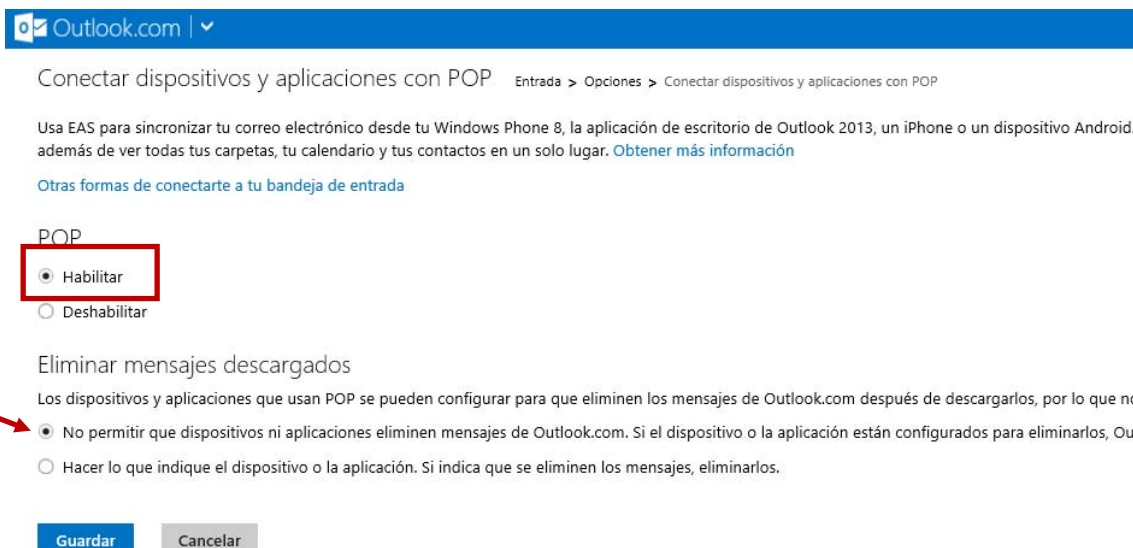 Outlook.com
Conectar dispositivos y aplicaciones con POP Entrada > Opciones > Conectar dispositivos y aplicaciones con POP
Usa EAS para sincronizar tu correo electrónico desde tu Windows Phone 8, la aplicación de escritorio de Outlook 2013, un iPhone o un dispositivo Android.
además de ver todas tus carpetas, tu calendario y tus contactos en un solo lugar. Obtener más información
Otras formas de conectarte a tu bandeja de entrada
POP
Habilitar
Deshabilitar
Eliminar mensajes descargados
Los dispositivos y aplicaciones que usan POP se pueden configurar para que eliminen los mensajes de Outlook.com después de descargarlos, por lo que
No permitir que dispositivos ni aplicaciones eliminen mensajes de Outlook.com. Si el dispositivo o la aplicación están configurados para eliminarlos,
Hacer lo que indique el dispositivo o la aplicación. Si indica que se eliminen los mensajes, eliminarlos.
Guardar Cancelar